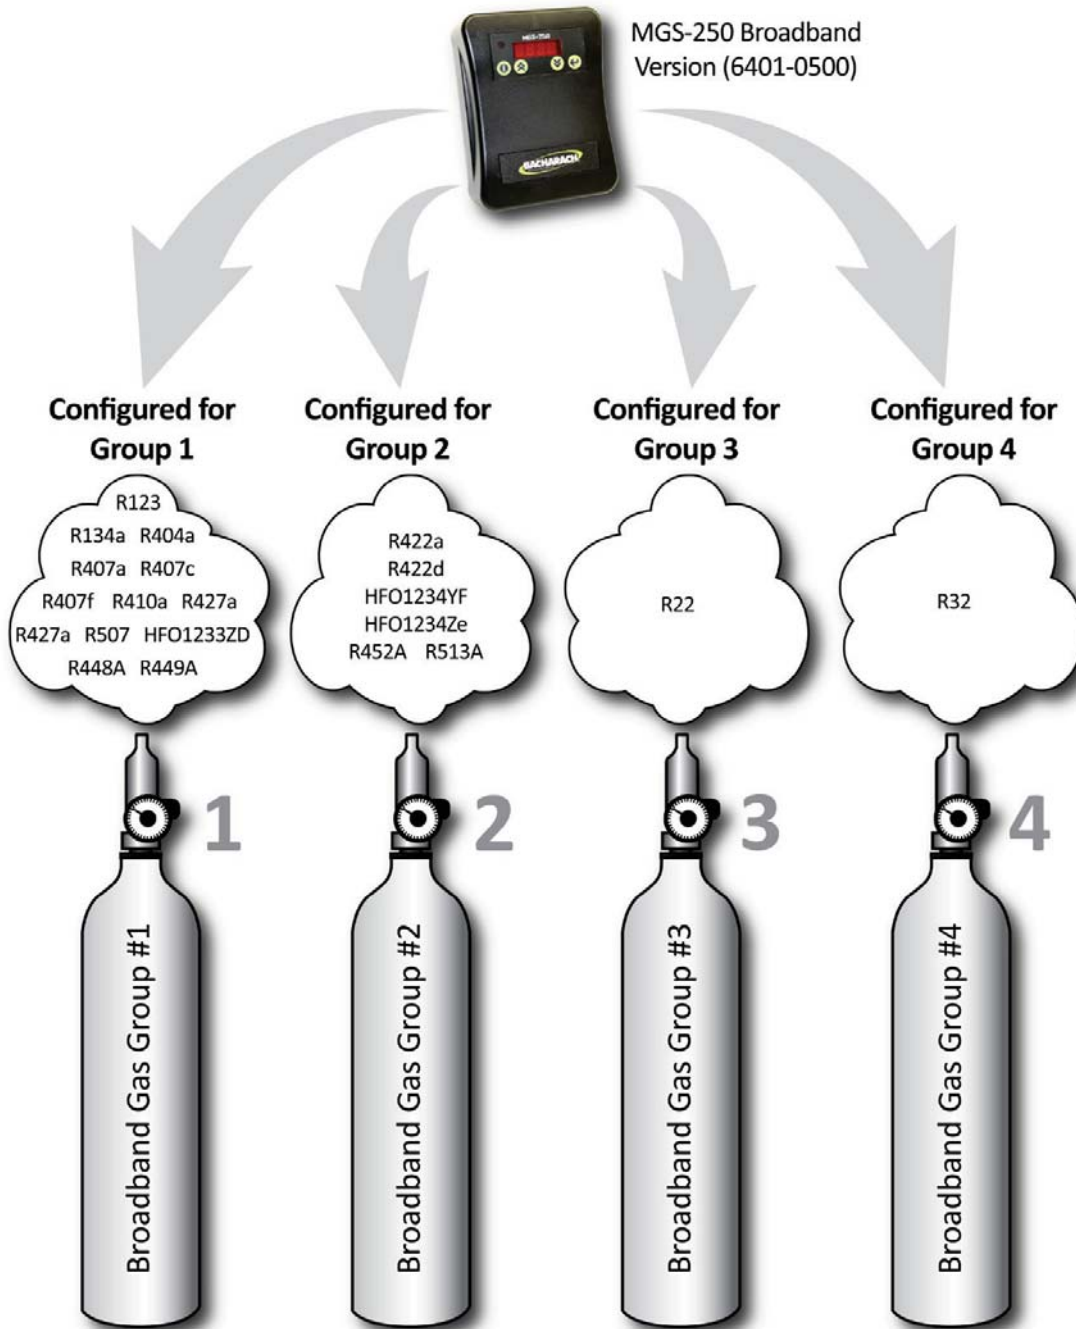 MGS-250 Broadband
Version (6401-0500)
MGS-250
BACHARACH
Configured for
Group 1
Configured for
Group 2
Configured for
Group 3
Configured for
Group 4
R123
R134a R404a
R407a R407c
R407f R410a R427a
R427a R507 HFO1233ZD
R448A R449A
R422a
R422d
HFO1234YF
HFO1234Ze
R452A R513A
R22
R32
1
2
3
4
Broadband Gas Group #1
Broadband Gas Group #2
Broadband Gas Group #3
Broadband Gas Group #4